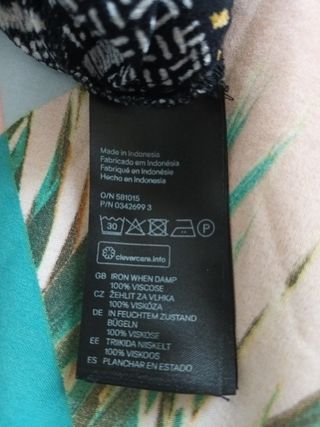 Made in Indonesia
Fabricado em Indonésia
Fabriqué en Indonésie
Hecho en Indonesia
O/N 581015
P/N 0342699 3
30 P
clevercare.info
GB IRON WHEN DAMP
100% VISCOSE
CZ ŽEHLIT ZA VLHKA
100% VISKÓZA
DE IN FEUCHTEM ZUSTAND
BÜGELN
100% VISKOSE
EE TRIIKIDA NIISKELT
100% VISKOOS
ES PLANCHAR EN ESTADO